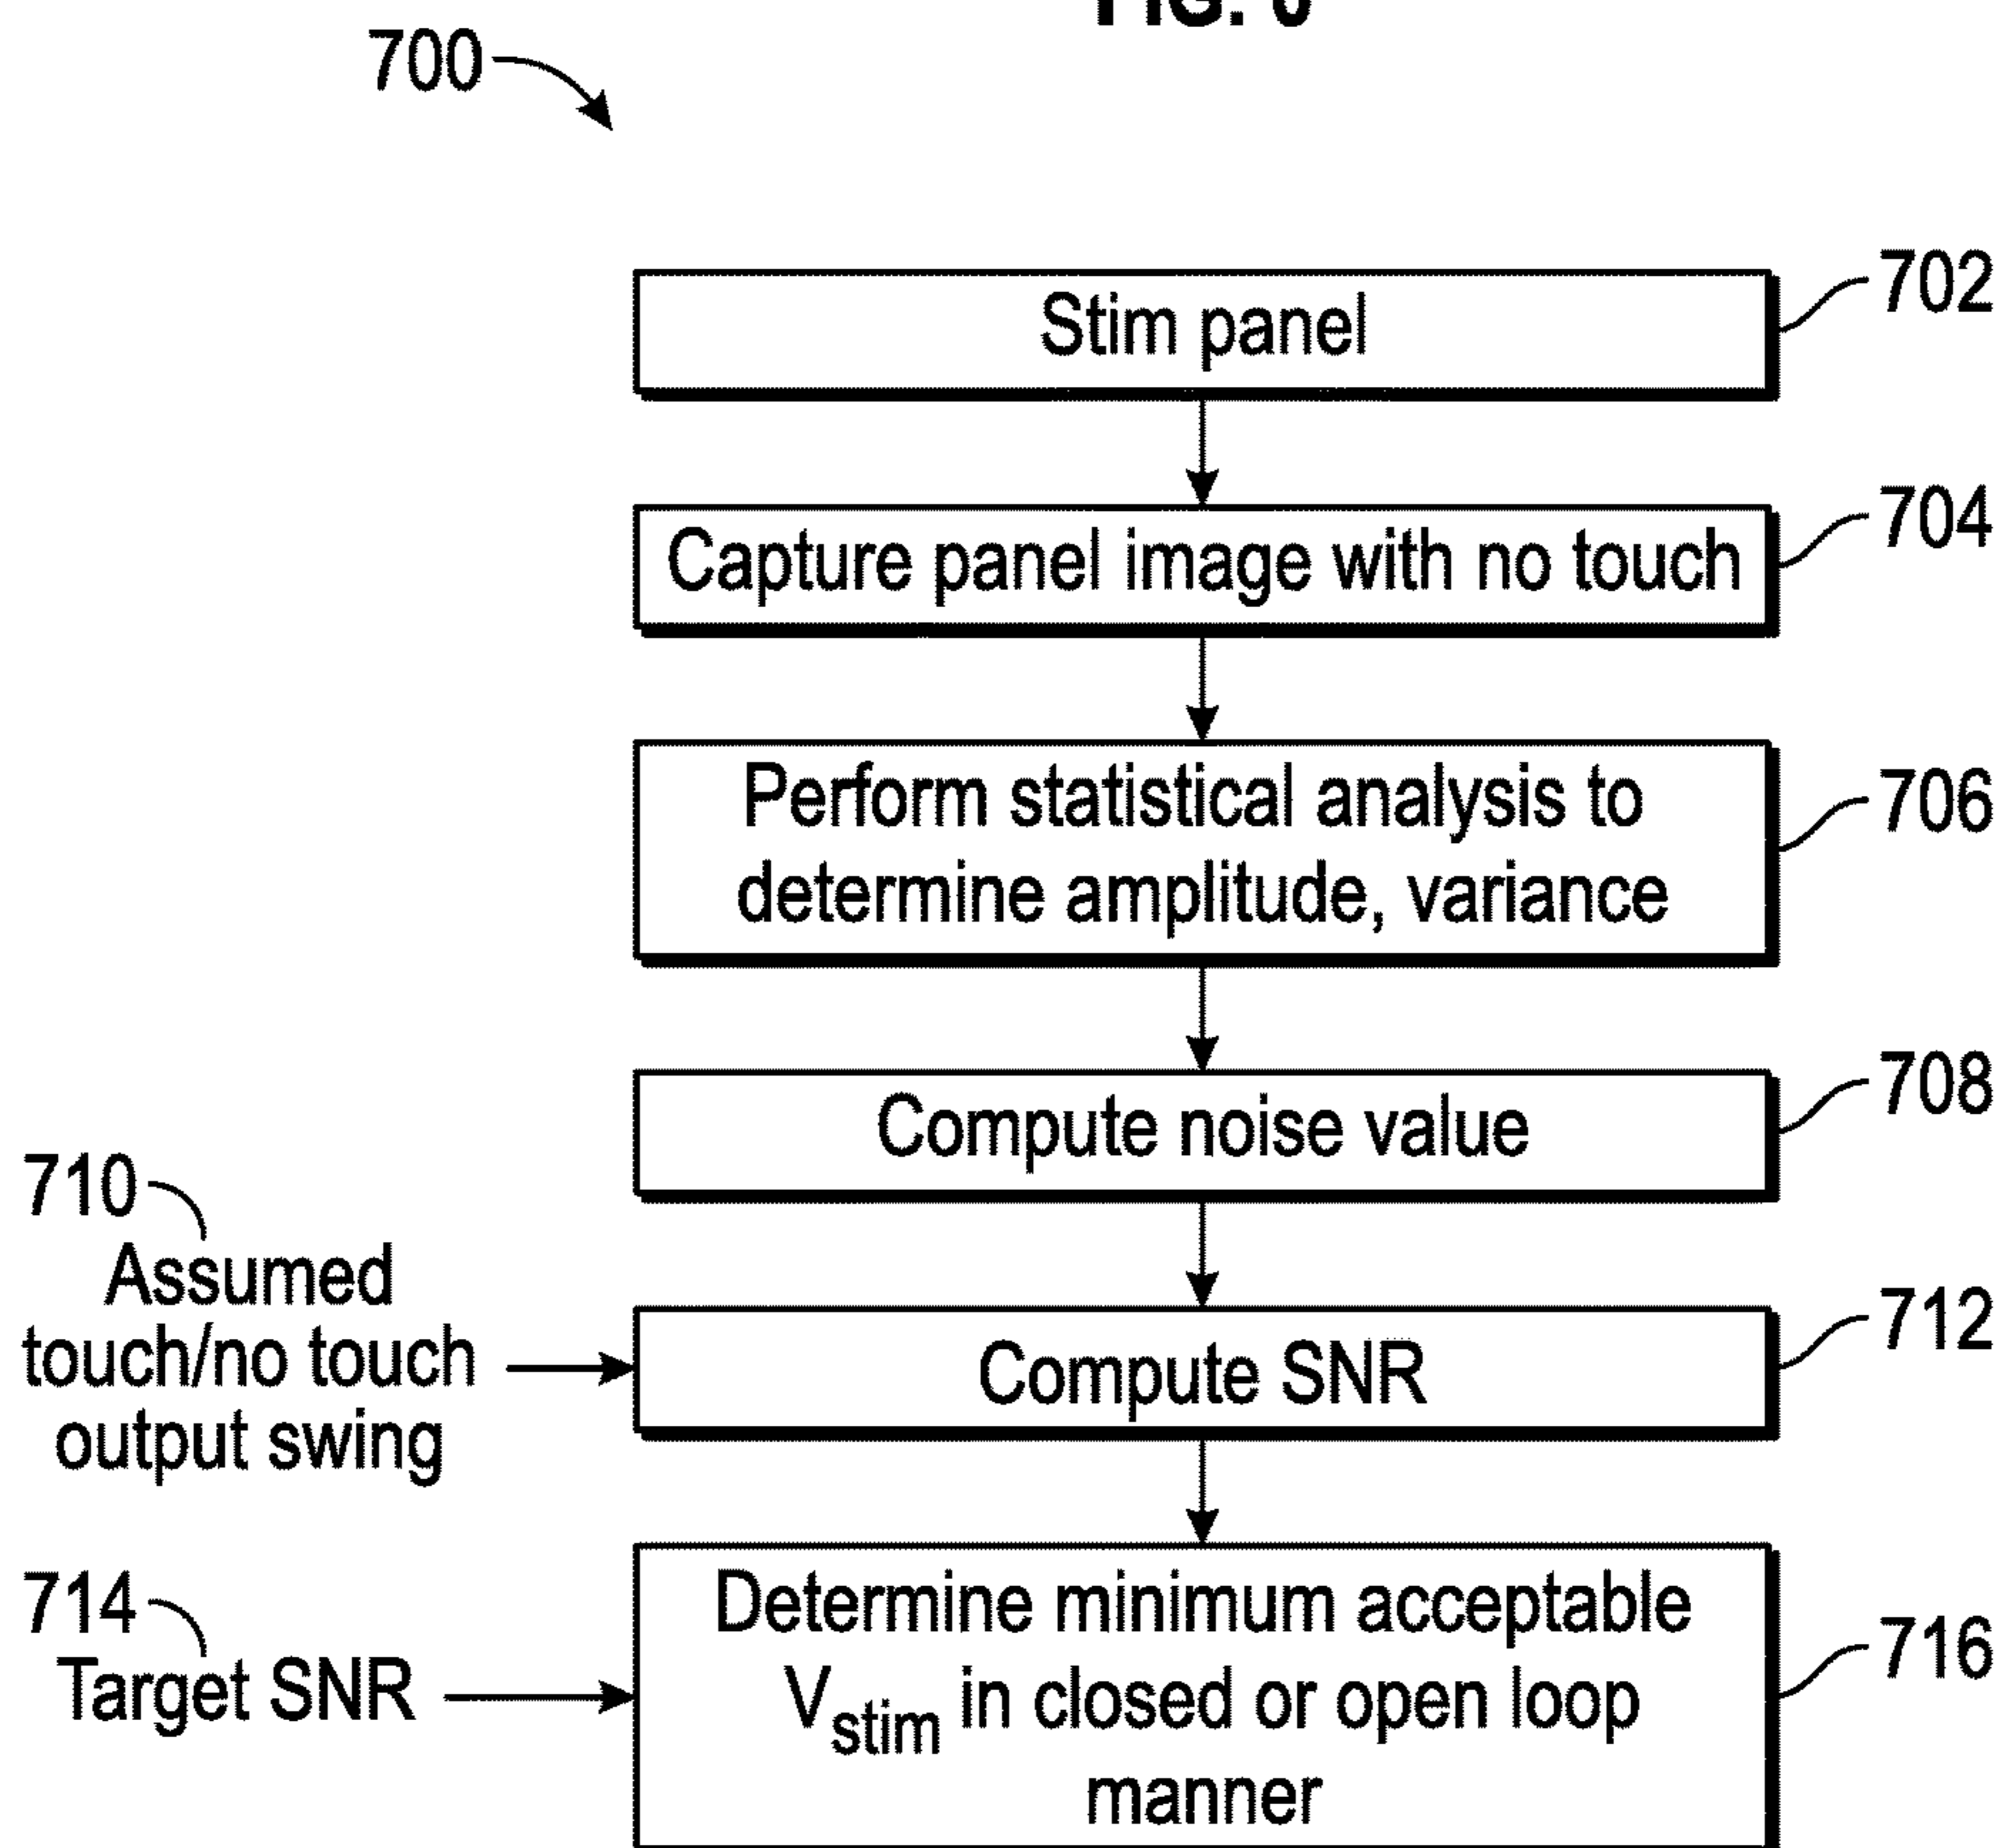 700
702
Stim panel
704
Capture panel image with no touch
706
Perform statistical analysis to
determine amplitude, variance
708
Compute noise value
710
Assumed
touch/no touch
output swing
712
Compute SNR
714
Target SNR
716
Determine minimum acceptable
Vstim in closed or open loop
manner